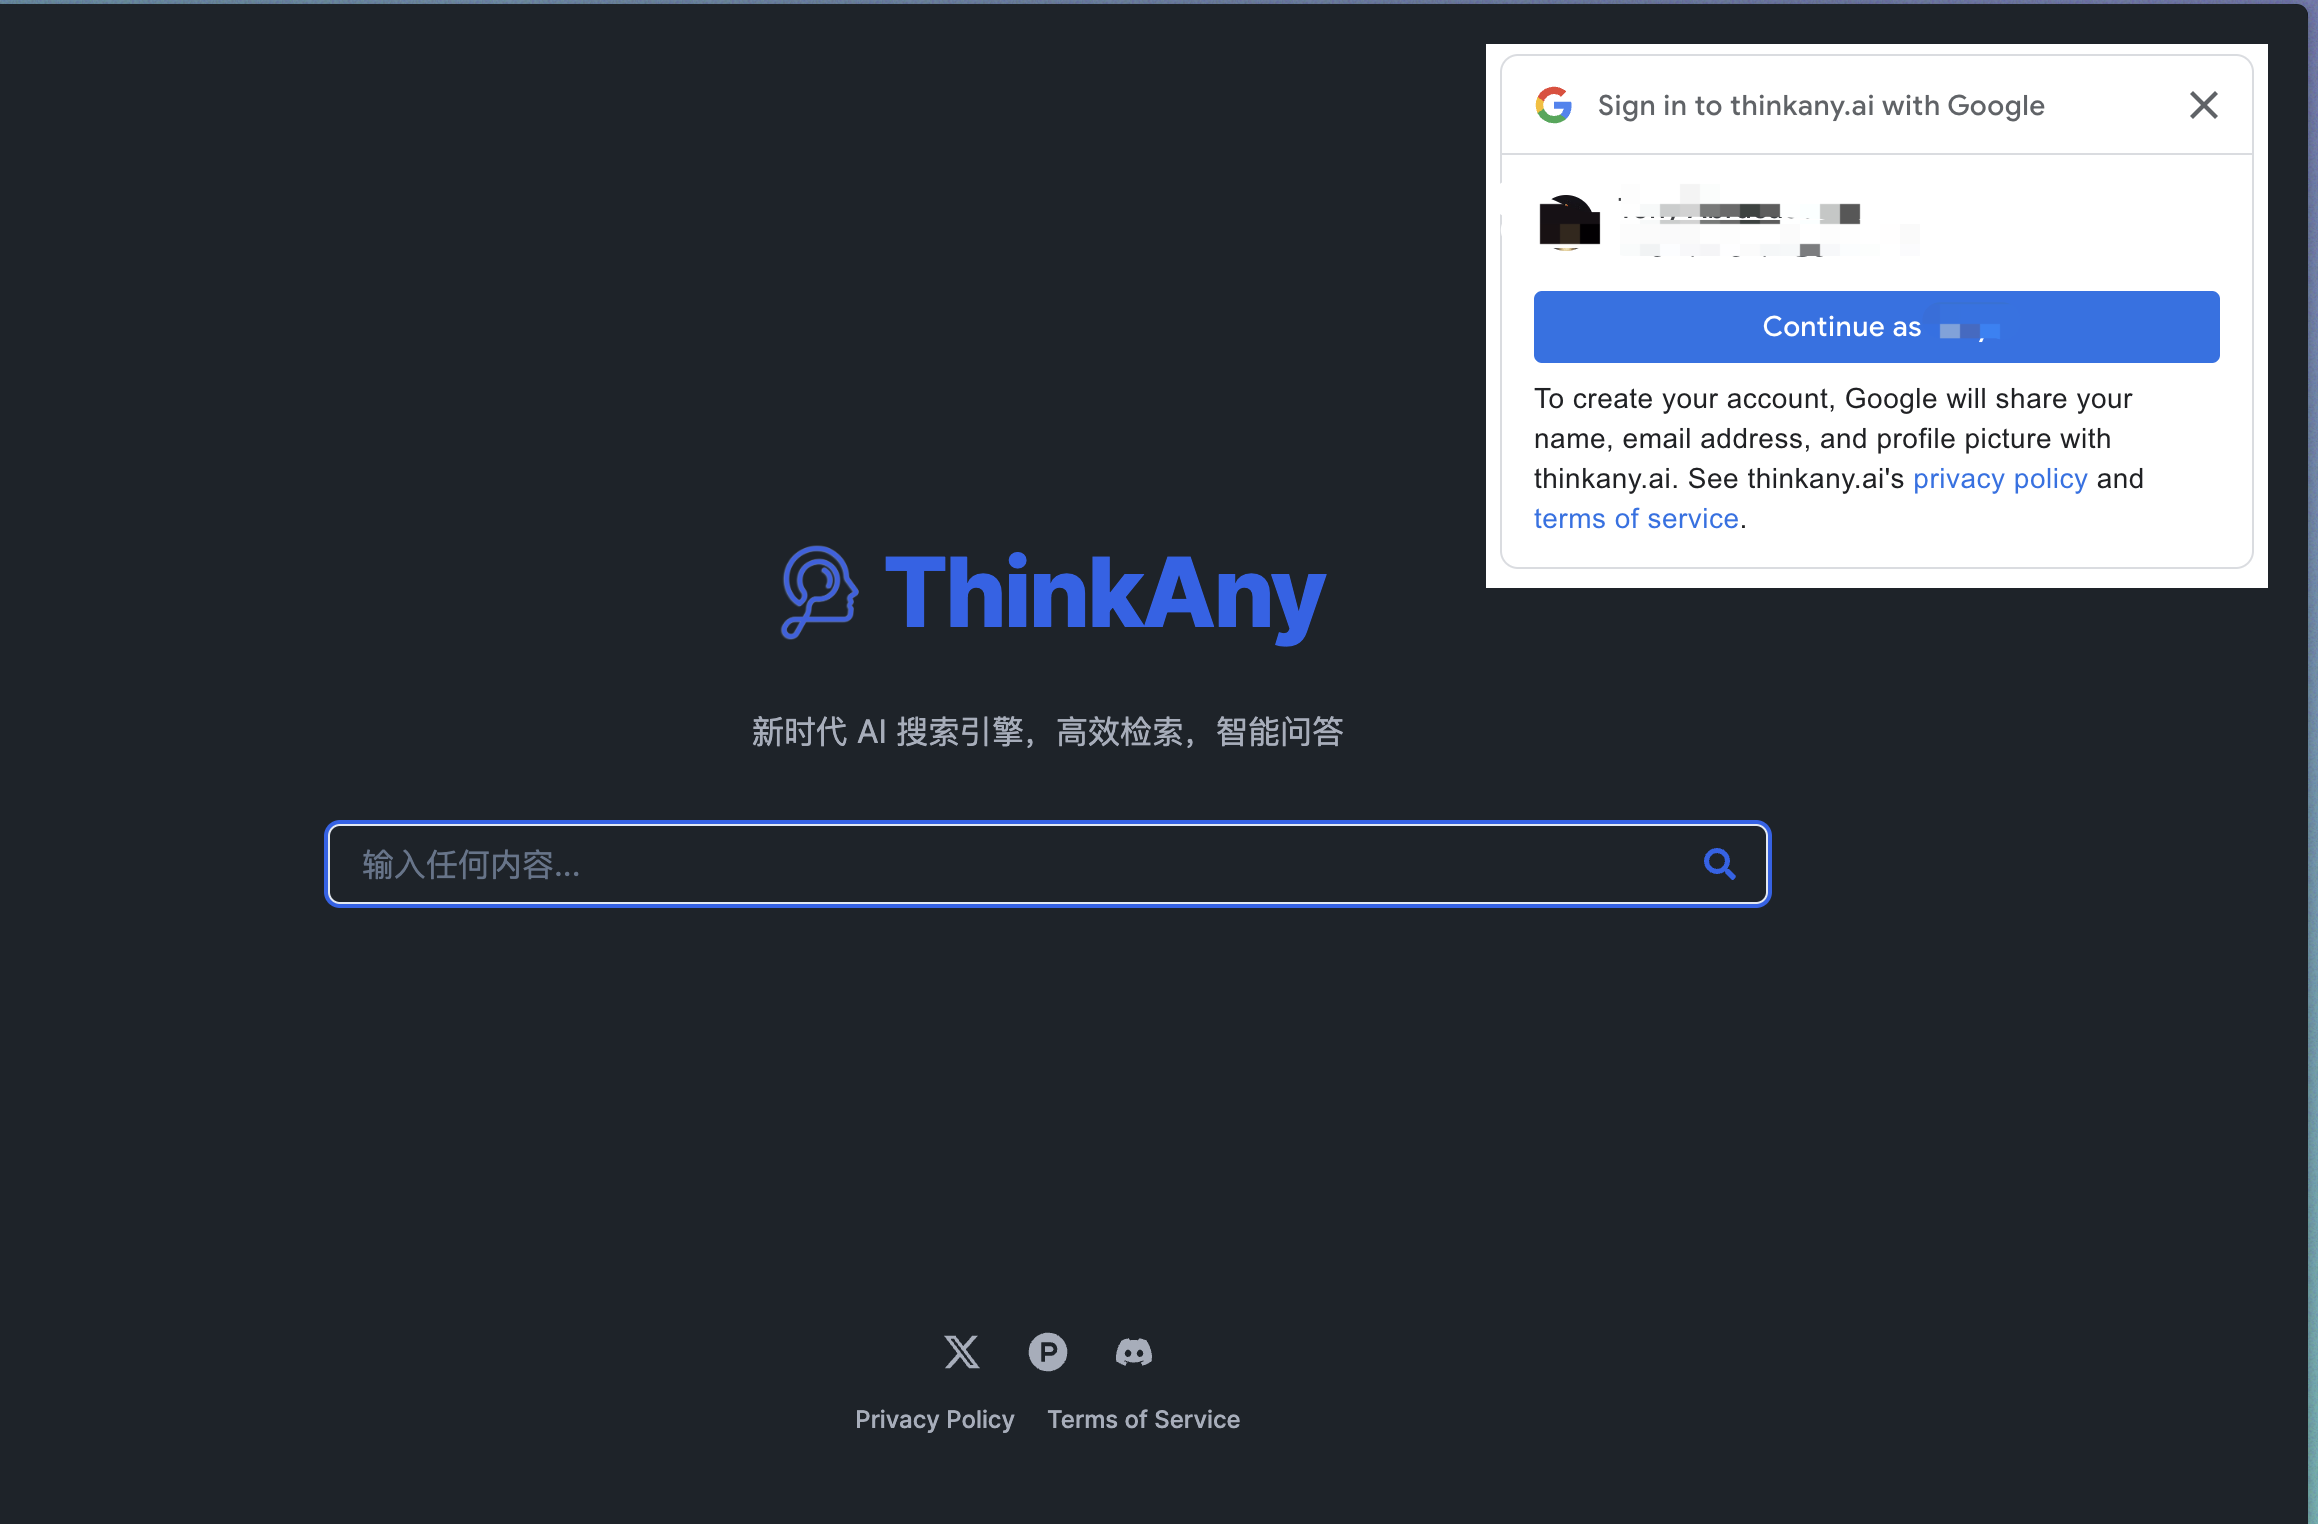 Sign in to thinkany.ai with Google
Continue as
To create your account, Google will share your
name, email address, and profile picture with
thinkany.ai. See thinkany.ai's privacy policy and
terms of service.
ThinkAny
新时代 AI 搜索引擎，高效检索，智能问答
输入任何内容...
Privacy Policy Terms of Service